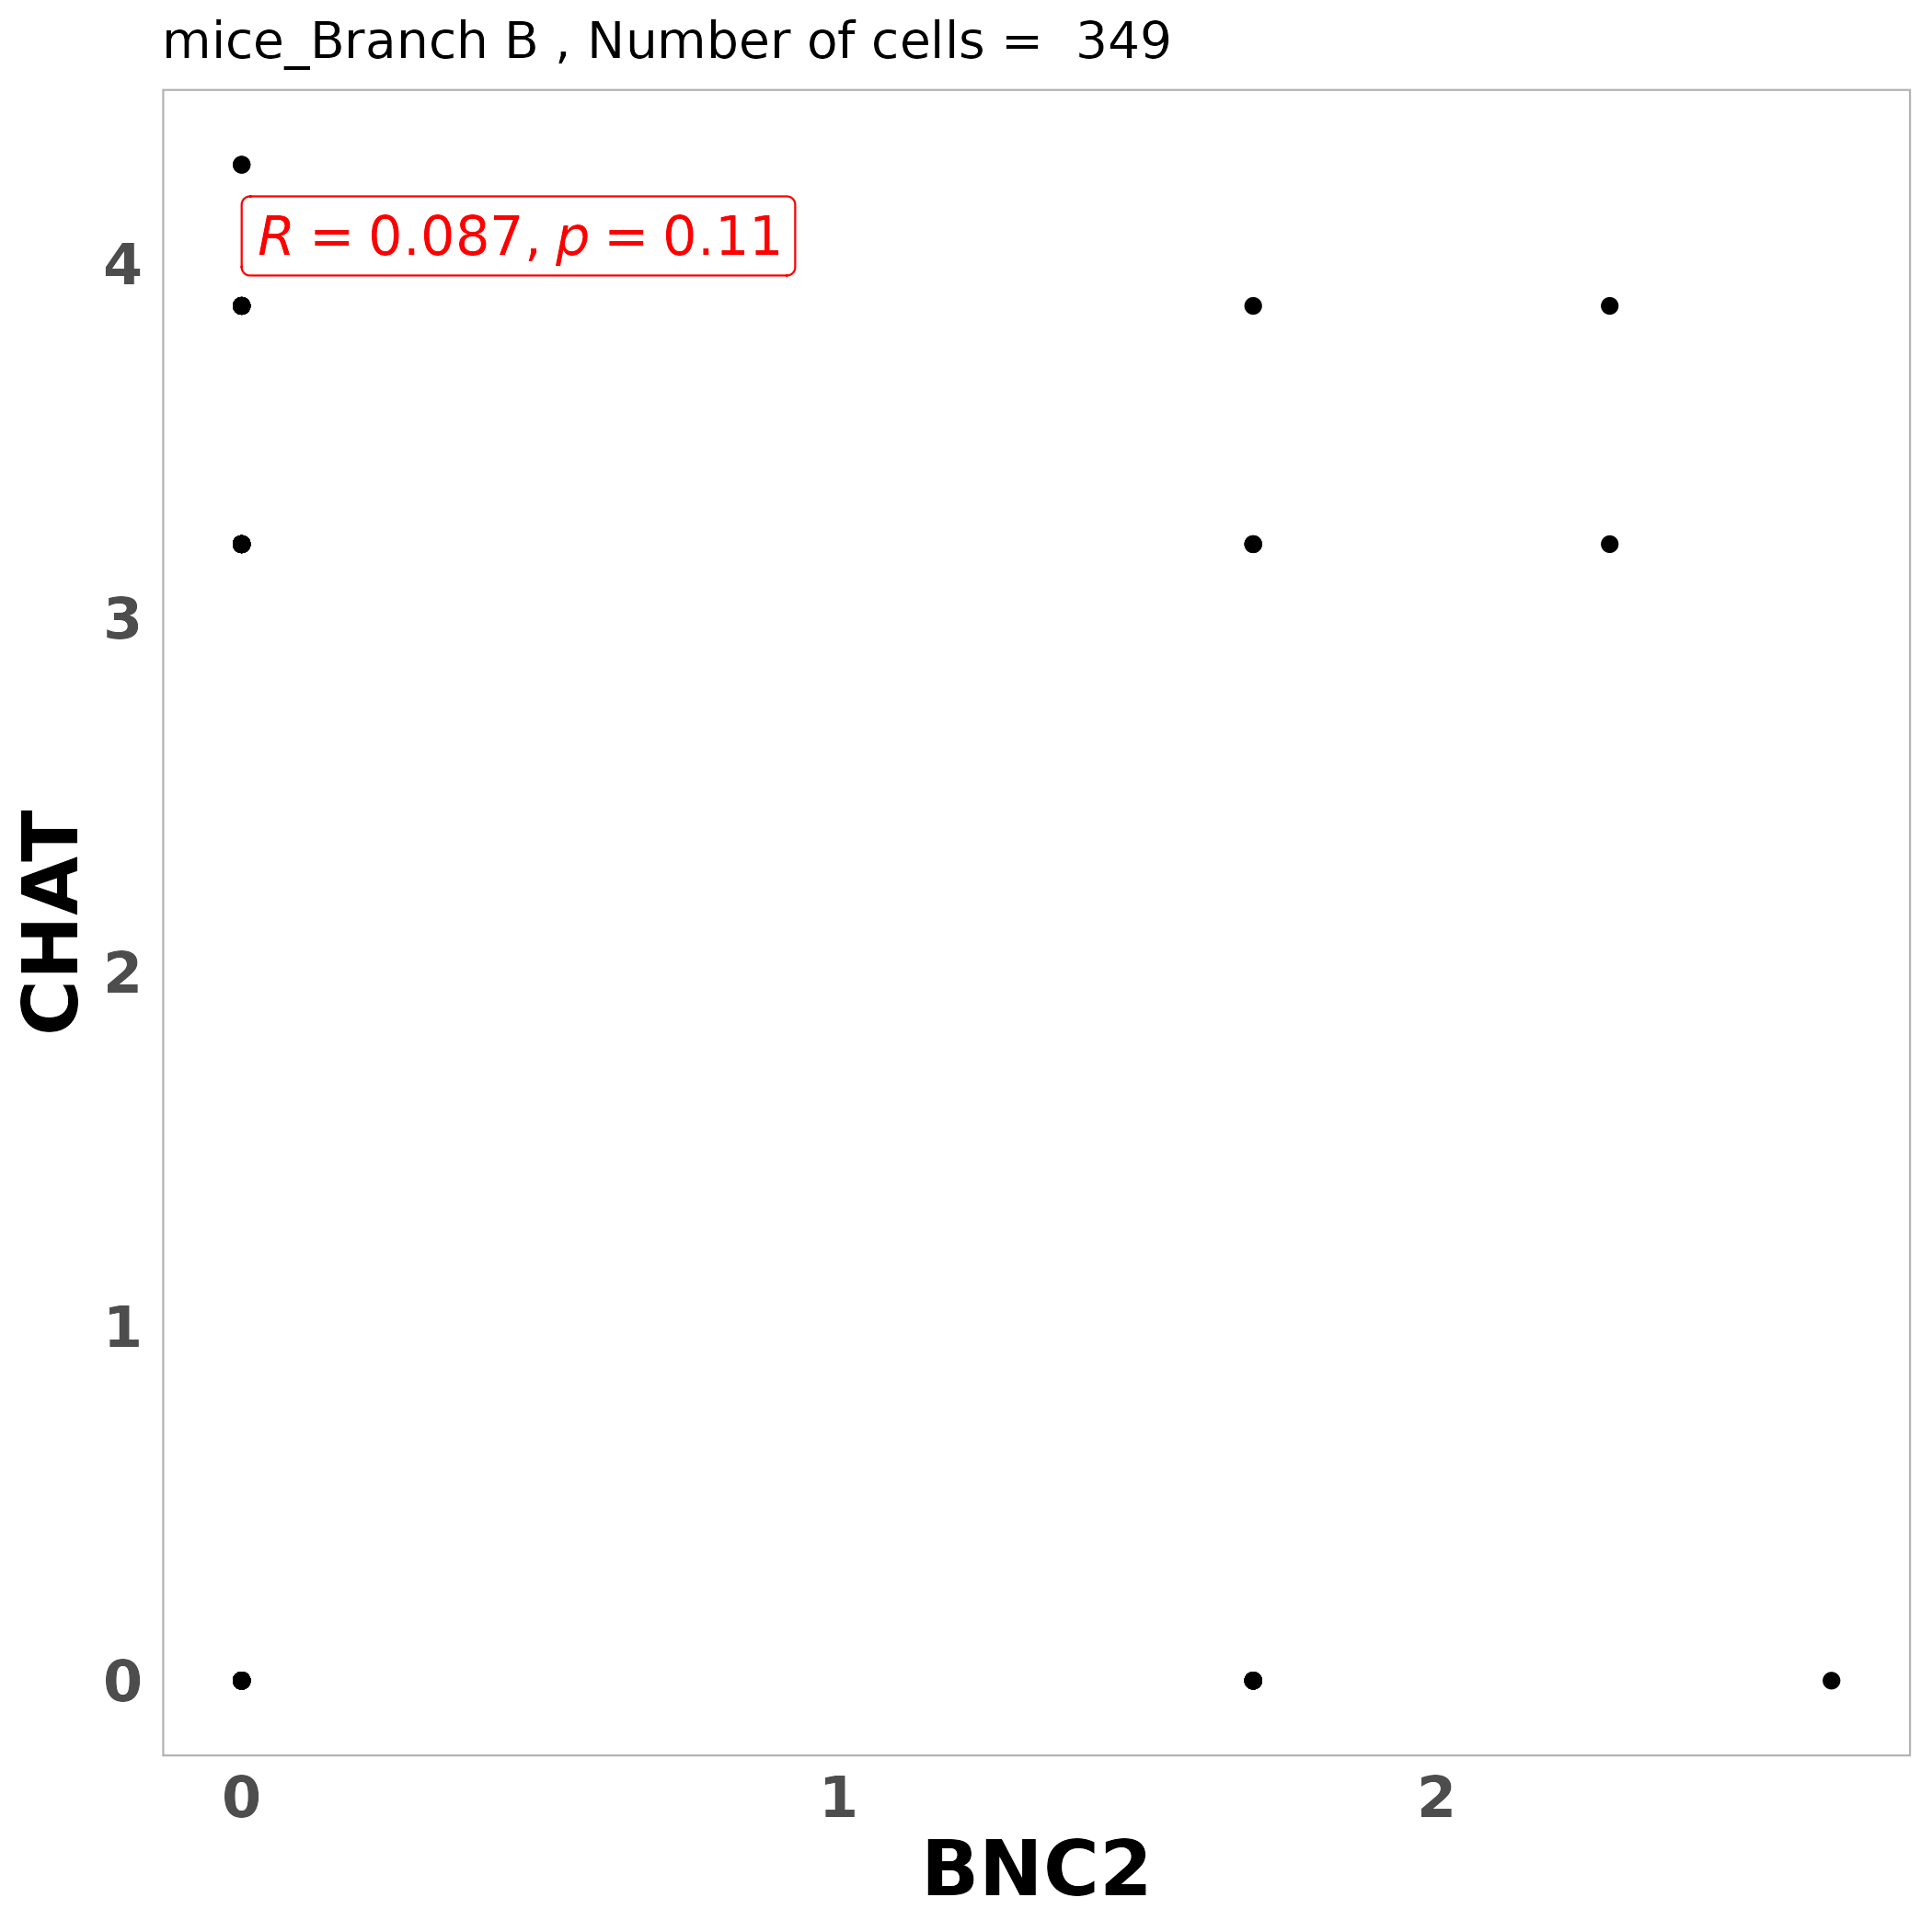 mice_Branch B , Number of cells =  349
R = 0.087, p = 0.11
4
3
2
1
0
CHAT
0 1 2
BNC2